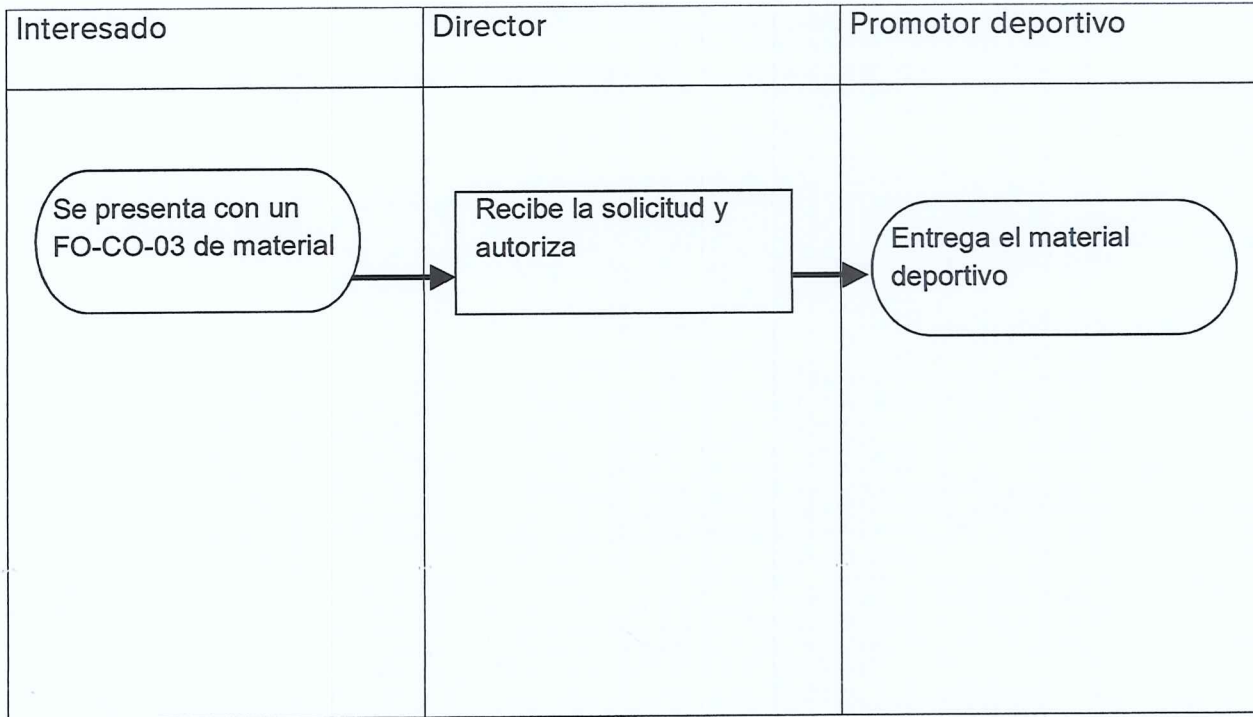 Interesado
Director
Promotor deportivo
Se presenta con un
FO-CO-03 de material
Recibe la solicitud y
autoriza
Entrega el material
deportivo